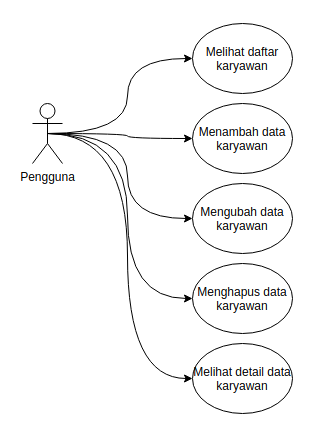 Melihat daftar
karyawan
Menambah data
karyawan
Pengguna
Mengubah data
karyawan
Menghapus data
karyawan
Melihat detail data
karyawan